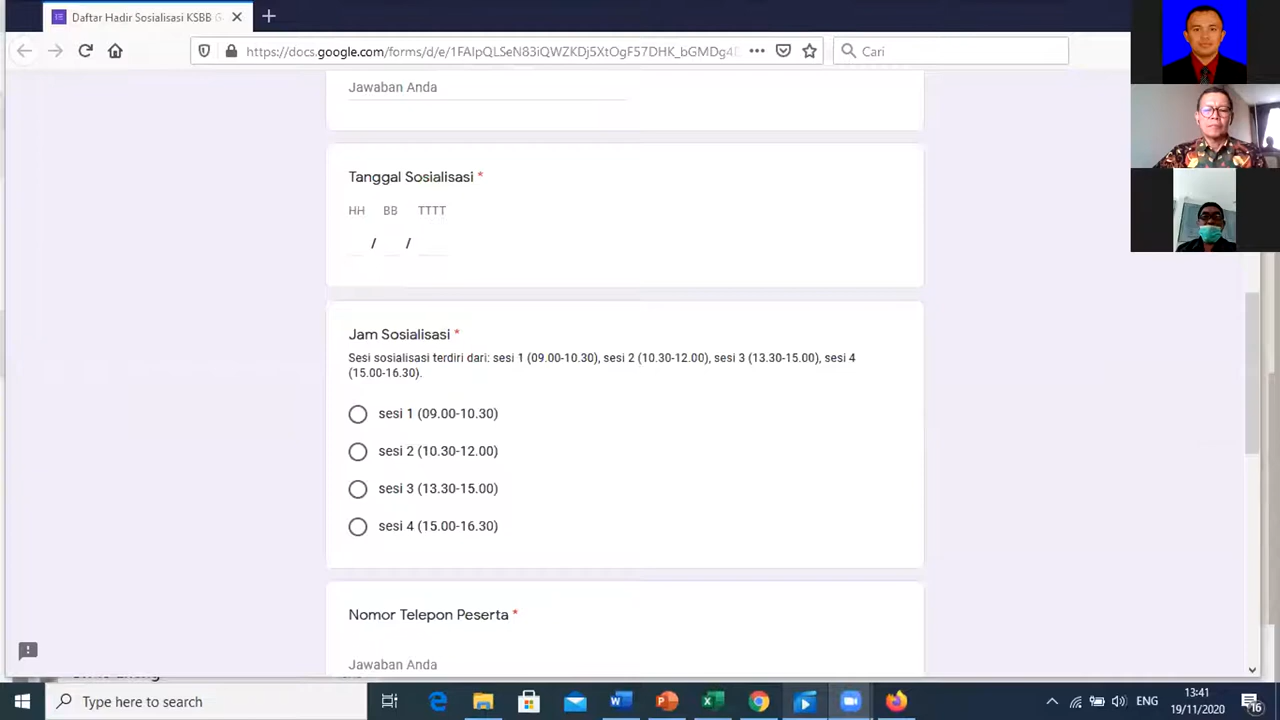 Daftar Hadir Sosialisasi KSBB G
https://docs.google.com/forms/d/e/1FAIpQLSeN83iQWZKDj5XtOgF57DHK_bGMDg4
Cari
Jawaban Anda
Tanggal Sosialisasi *
HH BB TTTT
/ /
Jam Sosialisasi *
Sesi sosialisasi terdiri dari: sesi 1 (09.00-10.30), sesi 2 (10.30-12.00), sesi 3 (13.30-15.00), sesi 4
(15.00-16.30).
sesi 1 (09.00-10.30)
sesi 2 (10.30-12.00)
sesi 3 (13.30-15.00)
sesi 4 (15.00-16.30)
Nomor Telepon Peserta *
Jawaban Anda
Type here to search
ENG
13:41
19/11/2020
16